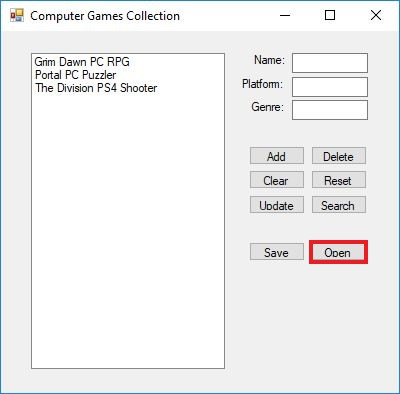 Computer Games Collection
Grim Dawn PC RPG
Portal PC Puzzler
The Division PS4 Shooter
Name:
Platform:
Genre:
Add Delete
Clear Reset
Update Search
Save Open